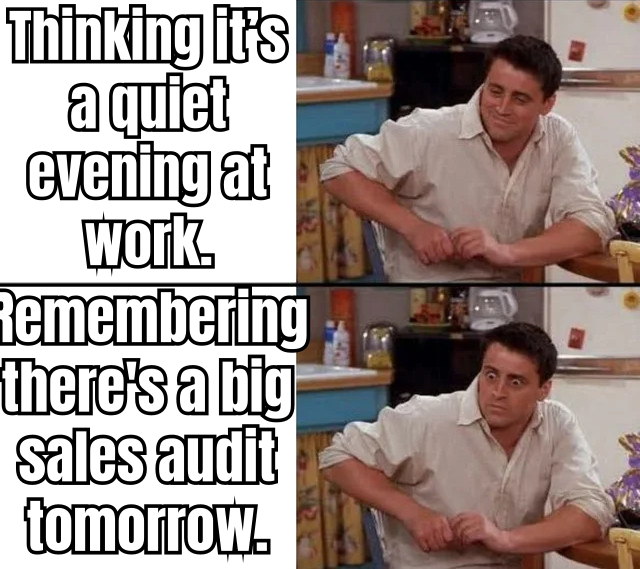 Thinking it's
a quiet
evening at
work.
Remembering
there's a big
sales audit
tomorrow.